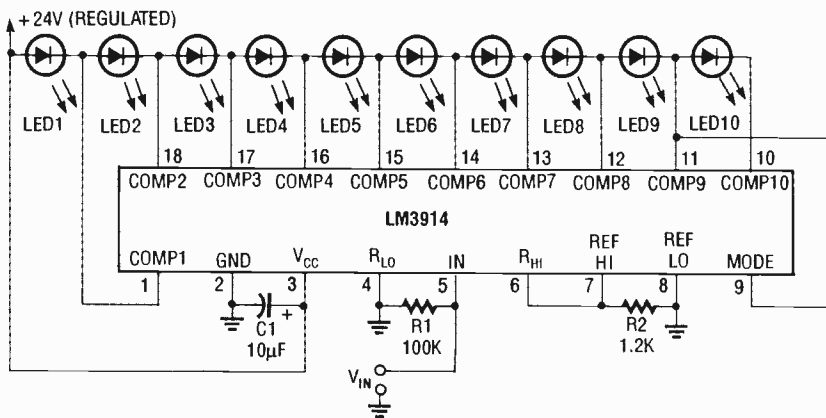 +24V (REGULATED)
LED1 LED2 LED3 LED4 LED5 LED6 LED7 LED8 LED9 LED10
18 17 16 15 14 13 12 11 10
COMP2 COMP3 COMP4 COMP5 COMP6 COMP7 COMP8 COMP9 COMP10
LM3914
COMP1 GND VCC RLO IN RHI REF HI REF LO MODE
1 2 3 4 5 6 7 8 9
C1 + R1 R2
10µF 100K 1.2K
VIN